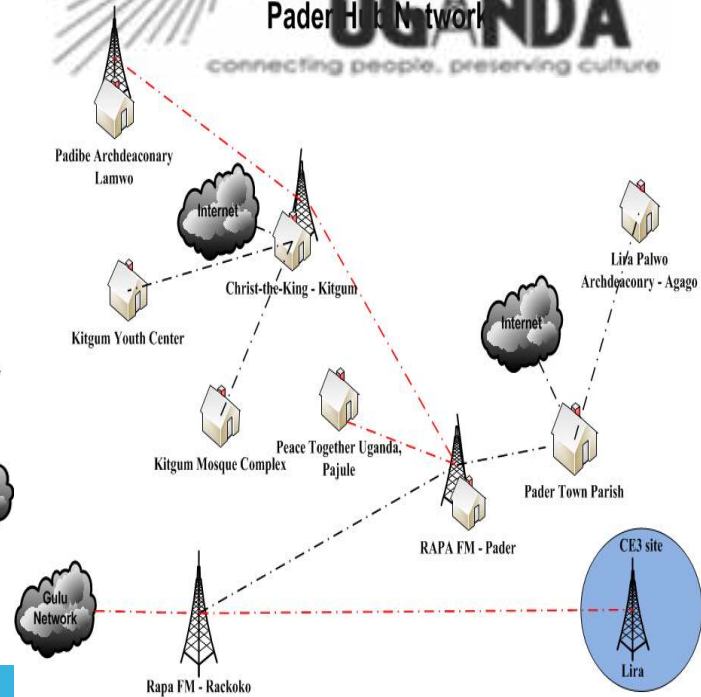 Pader Hub Network
UGANDA
connecting people, preserving culture
Padibe Archdeaconary
Lamwo
Internet
Christ-the-King - Kitgum
Kitgum Youth Center
Lira Palwo
Archdeaconry - Agago
Internet
Kitgum Mosque Complex
Peace Together Uganda,
Pajule
Pader Town Parish
RAPA FM - Pader
CE3 site
Gulu
Network
Lira
Rapa FM - Rackoko